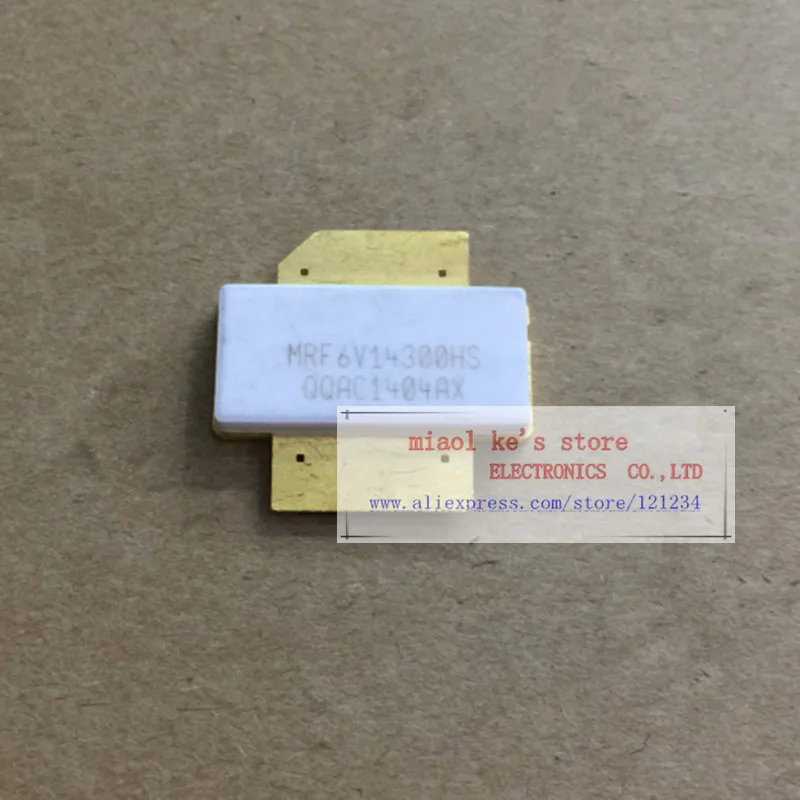 MRF6V14300HS
QQAC1404AX
miaol ke's store
ELECTRONICS CO.,LTD
www.aliexpress.com/store/121234